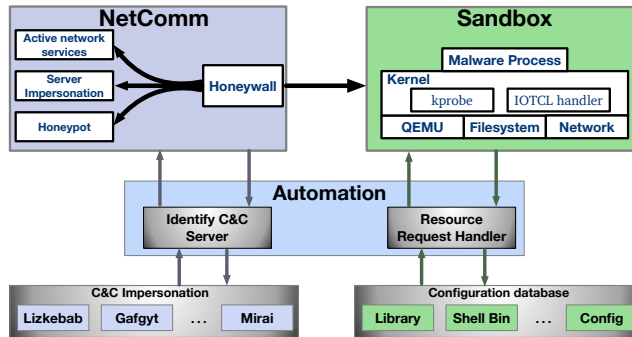 NetComm
Sandbox
Active network
services
Server
Impersonation
Honeypot
Honeywall
Malware Process
Kernel
kprobe
IOTCL handler
QEMU
Filesystem
Network
Automation
Identify C&C
Server
Resource
Request Handler
C&C Impersonation
Lizkebab
Gafgyt
...
Mirai
Configuration database
Library
Shell Bin
...
Config